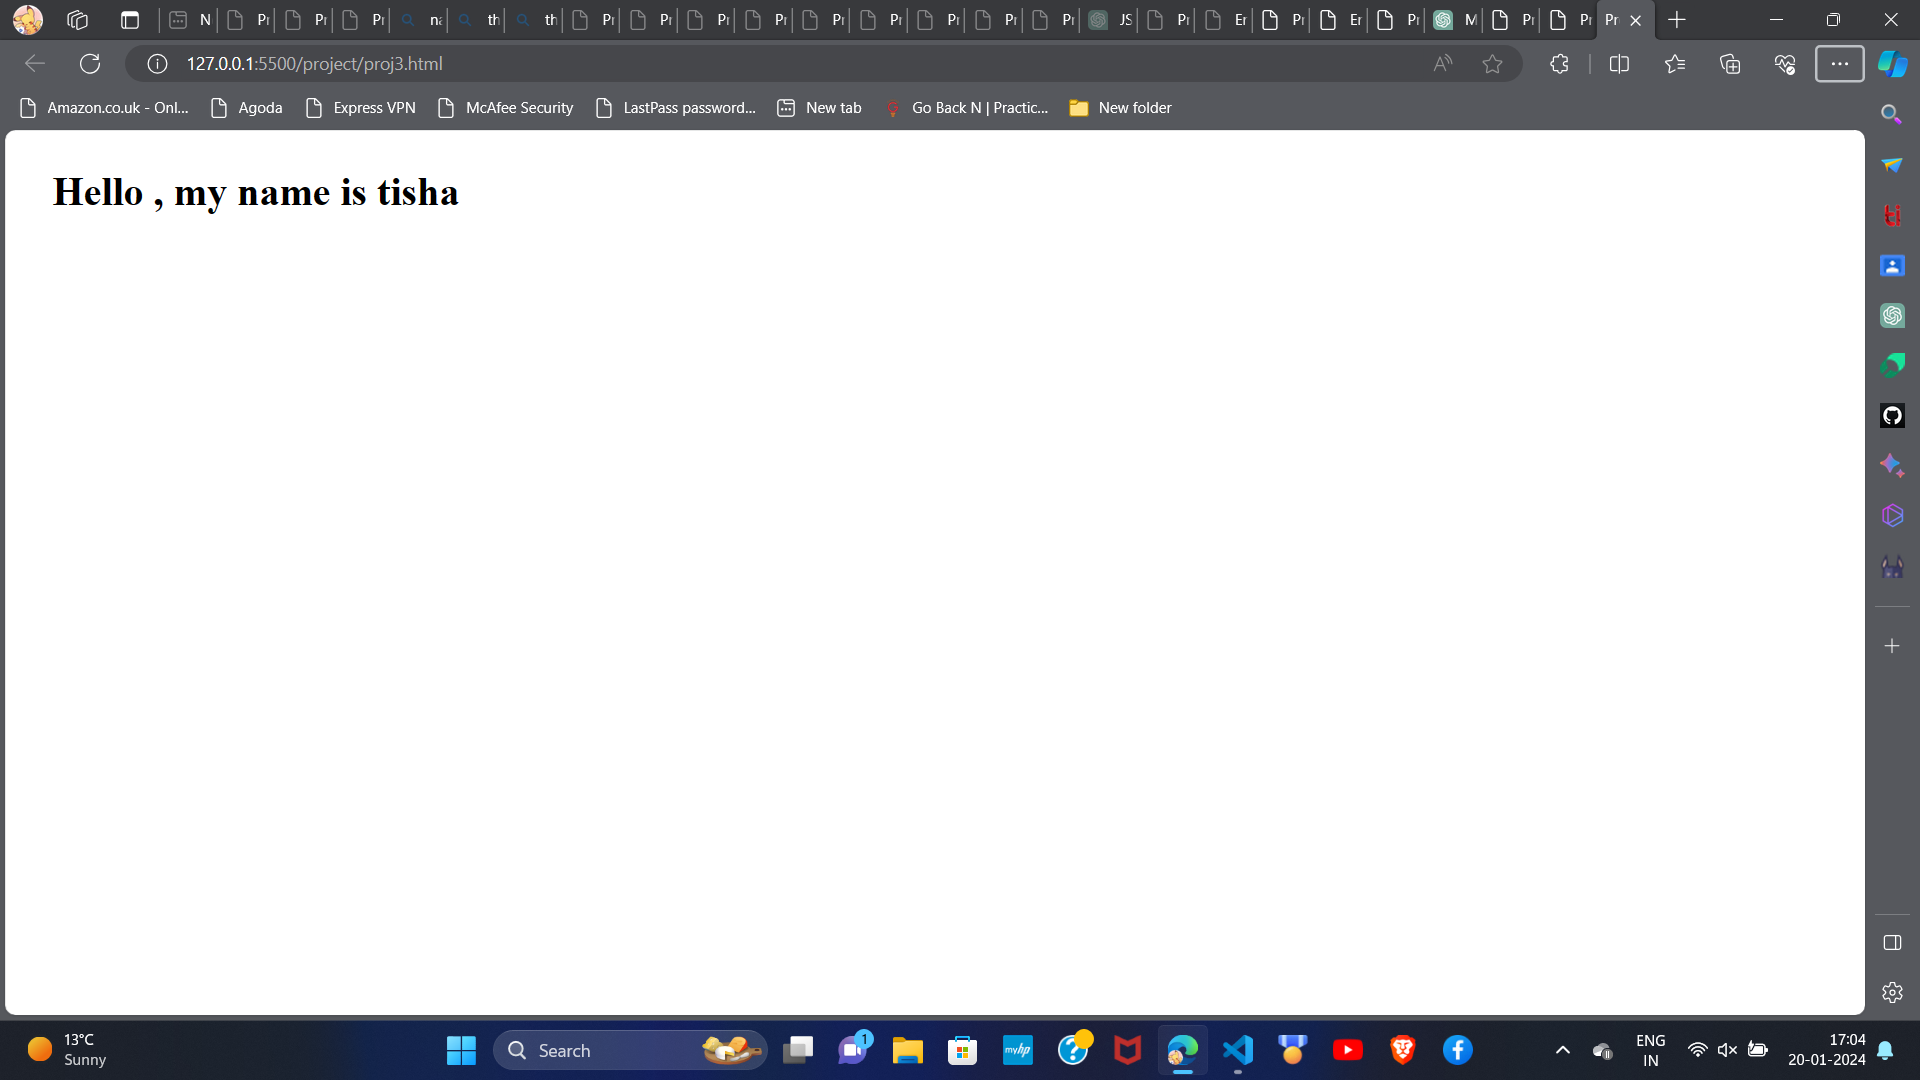 N Pr Pr Pr na th th Pr Pr Pr Pr Pr Pr Pr Pr Pr JS Pr Er Pr Er Pr M Pr Pr Pr
127.0.0.1:5500/project/proj3.html
Amazon.co.uk - Onl... Agoda Express VPN McAfee Security LastPass password... New tab Go Back N | Practic... New folder
Hello , my name is tisha
13°C
Sunny
Search
1
myhp
ENG
IN
17:04
20-01-2024